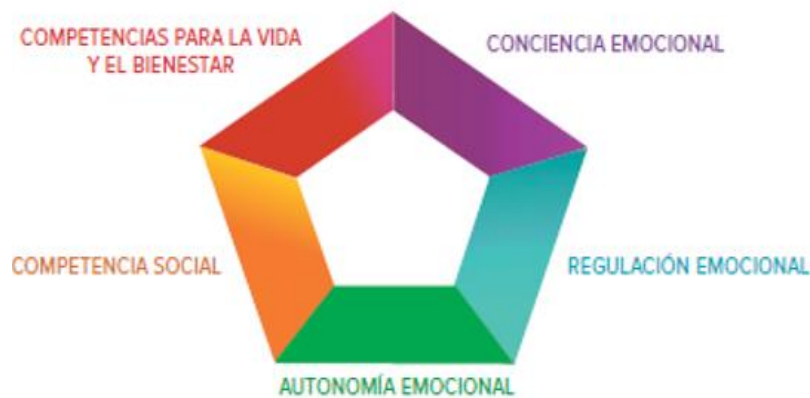 COMPETENCIAS PARA LA VIDA
Y EL BIENESTAR
CONCIENCIA EMOCIONAL
COMPETENCIA SOCIAL
REGULACIÓN EMOCIONAL
AUTONOMÍA EMOCIONAL